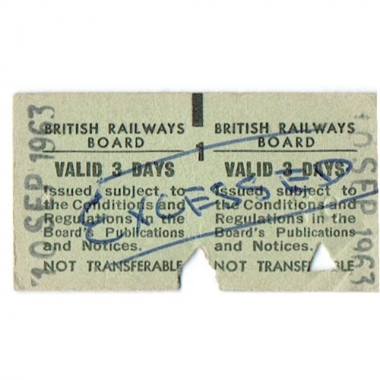 10 SEP 1963
BRITISH RAILWAYS
BOARD
VALID 3 DAYS
Issued subject to
the Conditions and
Regulations in the
Board's Publications
and Notices.
NOT TRANSFERABLE
1
BRITISH RAILWAYS
BOARD
VALID 3 DAYS
Issued subject to
the Conditions and
Regulations in the
Board's Publications
and Notices.
NOT TRANSFERABLE
10 SEP 1963
EXCESSED